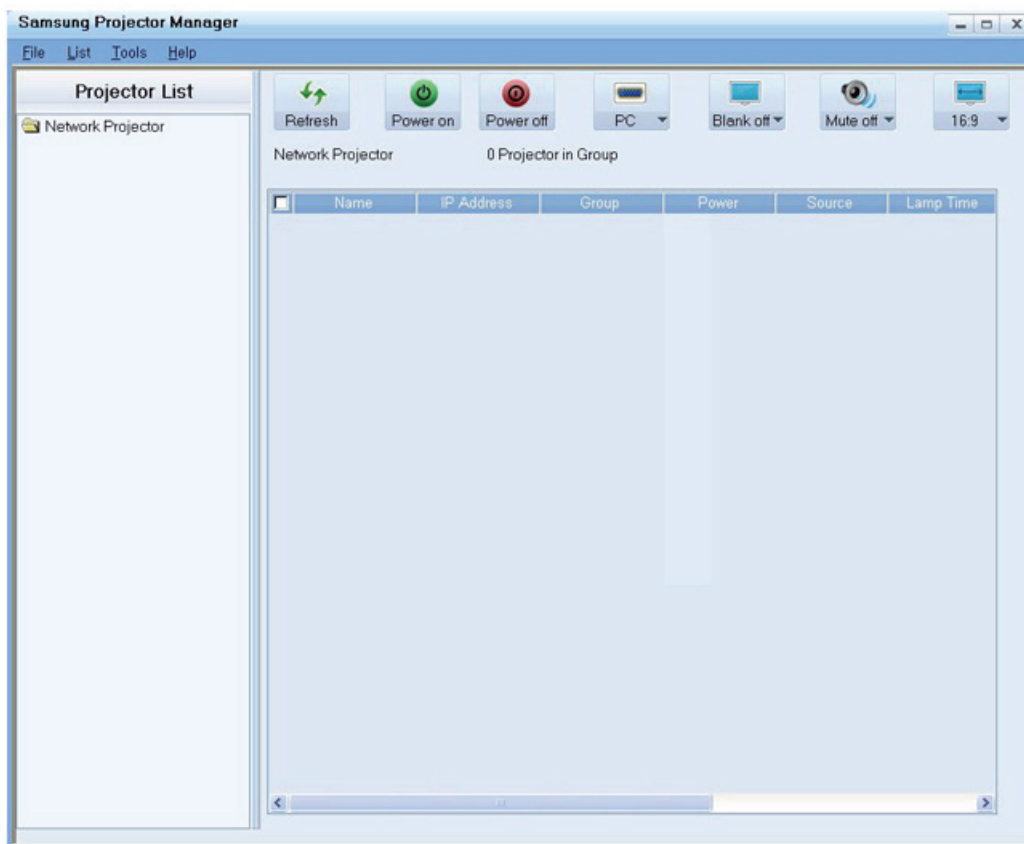 Samsung Projector Manager
File List Tools Help
Projector List
Network Projector
Refresh Power on Power off PC Blank off Mute off 16:9
Network Projector 0 Projector in Group
Name IP Address Group Power Source Lamp Time